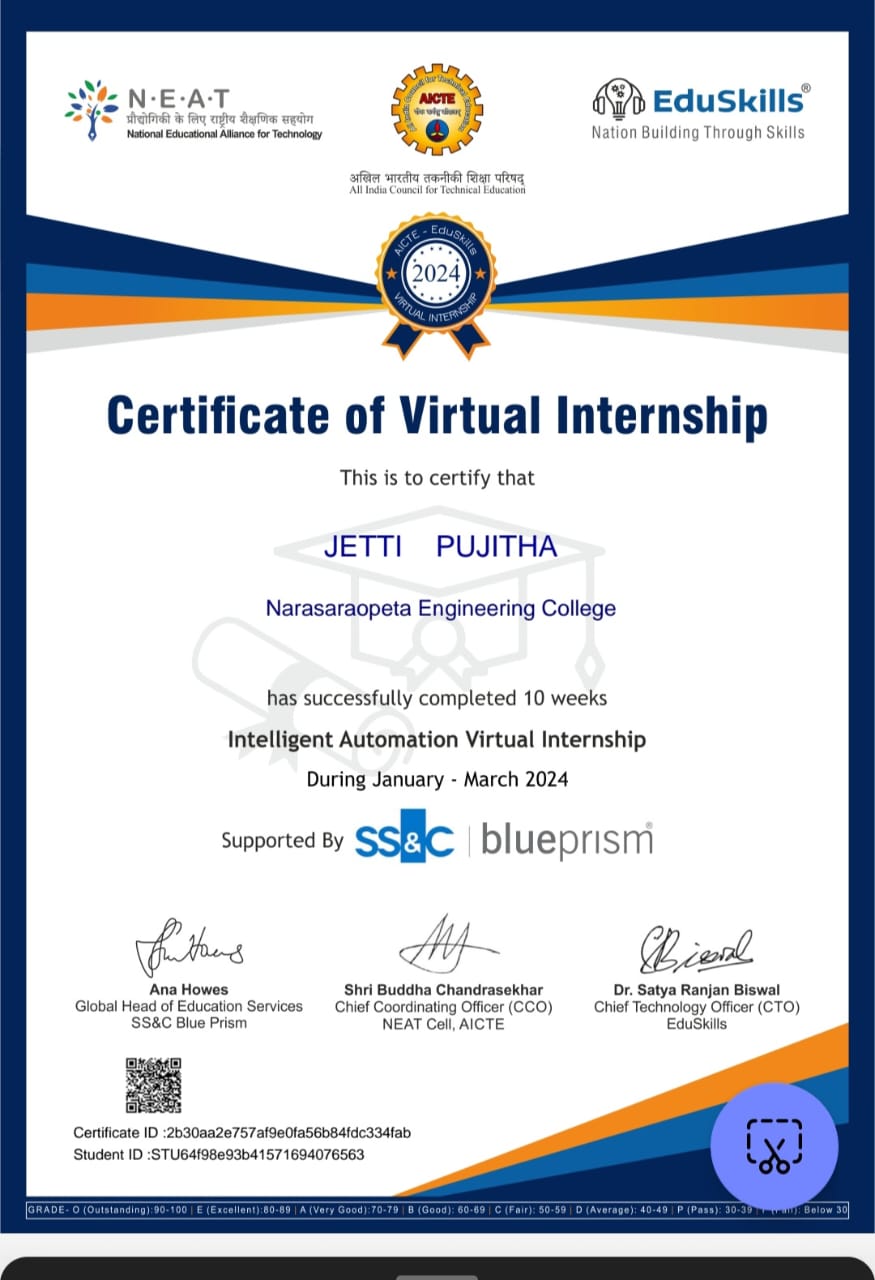 N·E·A·T
प्रौद्योगिकी के लिए राष्ट्रीय शैक्षणिक सहयोग
National Educational Alliance for Technology
All India Council for Technical Education
AICTE
अखिल भारतीय तकनीकी शिक्षा परिषद्
All India Council for Technical Education
EduSkills®
Nation Building Through Skills
AICTE - EduSkills
2024
VIRTUAL INTERNSHIP
Certificate of Virtual Internship
This is to certify that
JETTI PUJITHA
Narasaraopeta Engineering College
has successfully completed 10 weeks
Intelligent Automation Virtual Internship
During January - March 2024
Supported By SS&C | blueprism®
Ana Howes
Global Head of Education Services
SS&C Blue Prism
Shri Buddha Chandrasekhar
Chief Coordinating Officer (CCO)
NEAT Cell, AICTE
Dr. Satya Ranjan Biswal
Chief Technology Officer (CTO)
EduSkills
Certificate ID :2b30aa2e757af9e0fa56b84fdc334fab
Student ID :STU64f98e93b41571694076563
GRADE- O (Outstanding):90-100 | E (Excellent):80-89 | A (Very Good):70-79 | B (Good): 60-69 | C (Fair): 50-59 | D (Average): 40-49 | P (Pass): 30-39 | Below 30